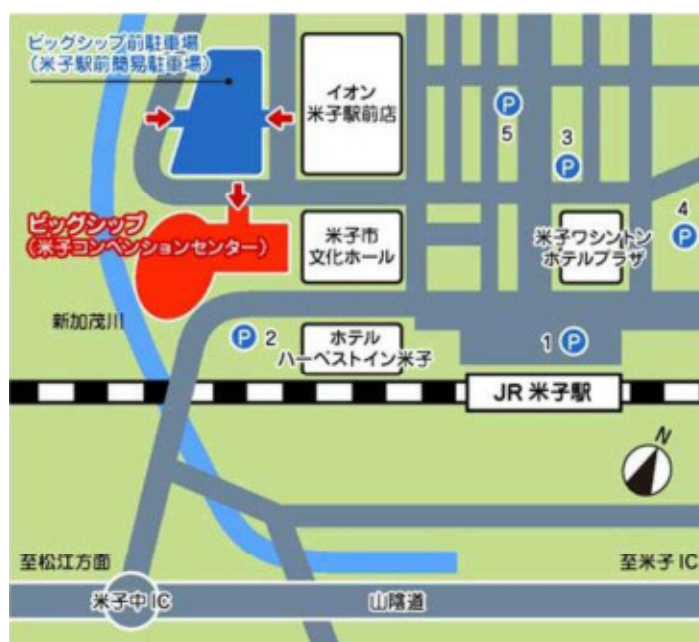 ビッグシップ前駐車場
(米子駅前簡易駐車場)
イオン
米子駅前店
P
5
3
P
ビッグシップ
(米子コンベンションセンター)
米子市
文化ホール
米子ワシントン
ホテルプラザ
4
P
新加茂川
P 2
ホテル
ハーベストイン米子
1 P
JR 米子駅
N
至松江方面
至米子 IC
米子中 IC
山陰道